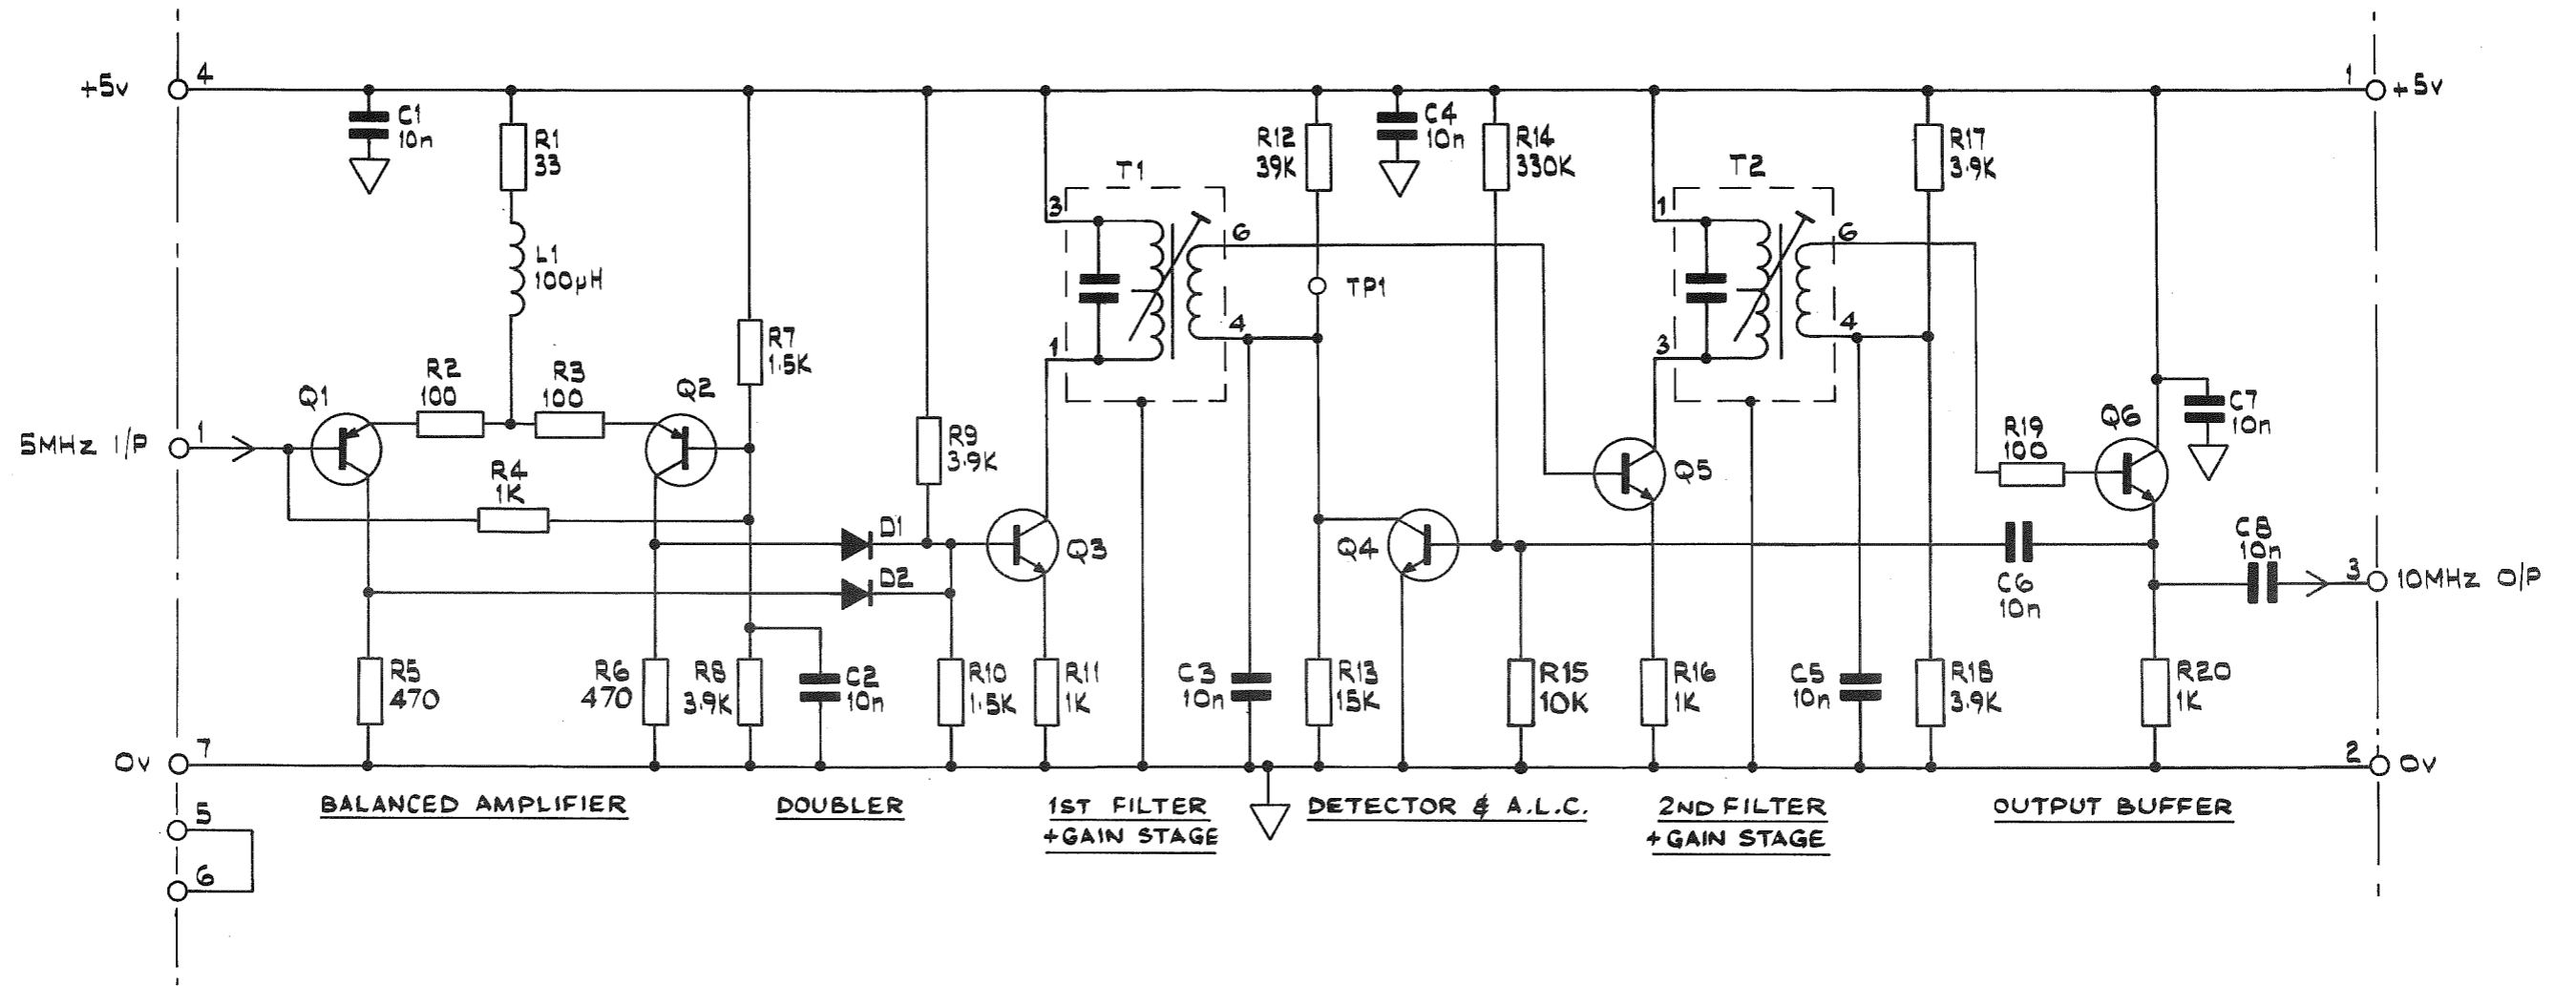 +5v
4
1
+5v
C1
10n
R1
33
L1
100µH
R2
100
R3
100
Q1
Q2
R7
1.5K
5MHz I/P
1
R4
1K
R9
3.9K
D1
D2
Q3
T1
3
1
6
4
R12
39K
TP1
C4
10n
R14
330K
T2
1
3
6
4
R17
3.9K
Q4
Q5
R19
100
Q6
C7
10n
C6
10n
C8
10n
3
10MHz O/P
R5
470
R6
470
R8
3.9K
C2
10n
R10
1.5K
R11
1K
C3
10n
R13
15K
R15
10K
R16
1K
C5
10n
R18
3.9K
R20
1K
0v
7
2
0v
5
6
BALANCED AMPLIFIER
DOUBLER
1ST FILTER
+GAIN STAGE
DETECTOR & A.L.C.
2ND FILTER
+GAIN STAGE
OUTPUT BUFFER